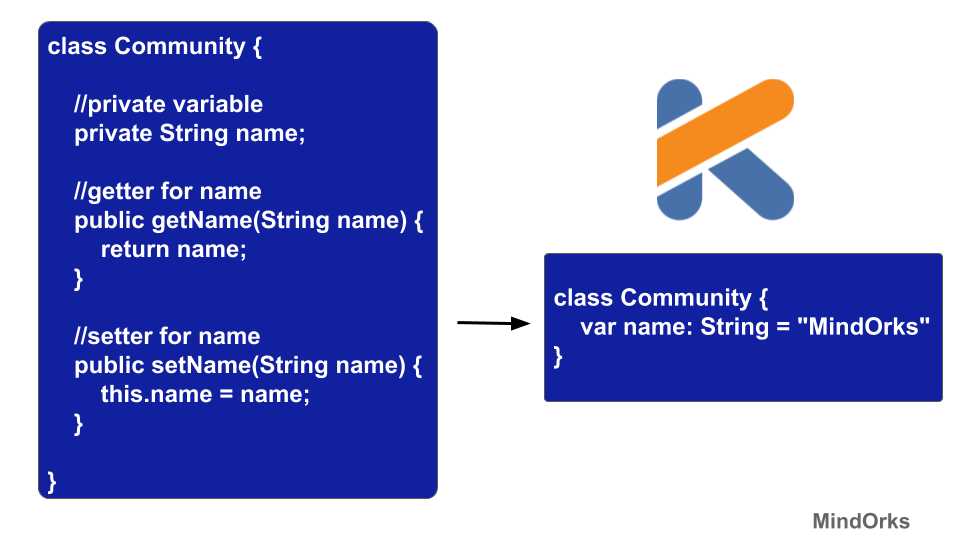 class Community {
//private variable
private String name;
//getter for name
public getName(String name) {
return name;
}
//setter for name
public setName(String name) {
this.name = name;
}
}
class Community {
var name: String = "MindOrks"
}
MindOrks